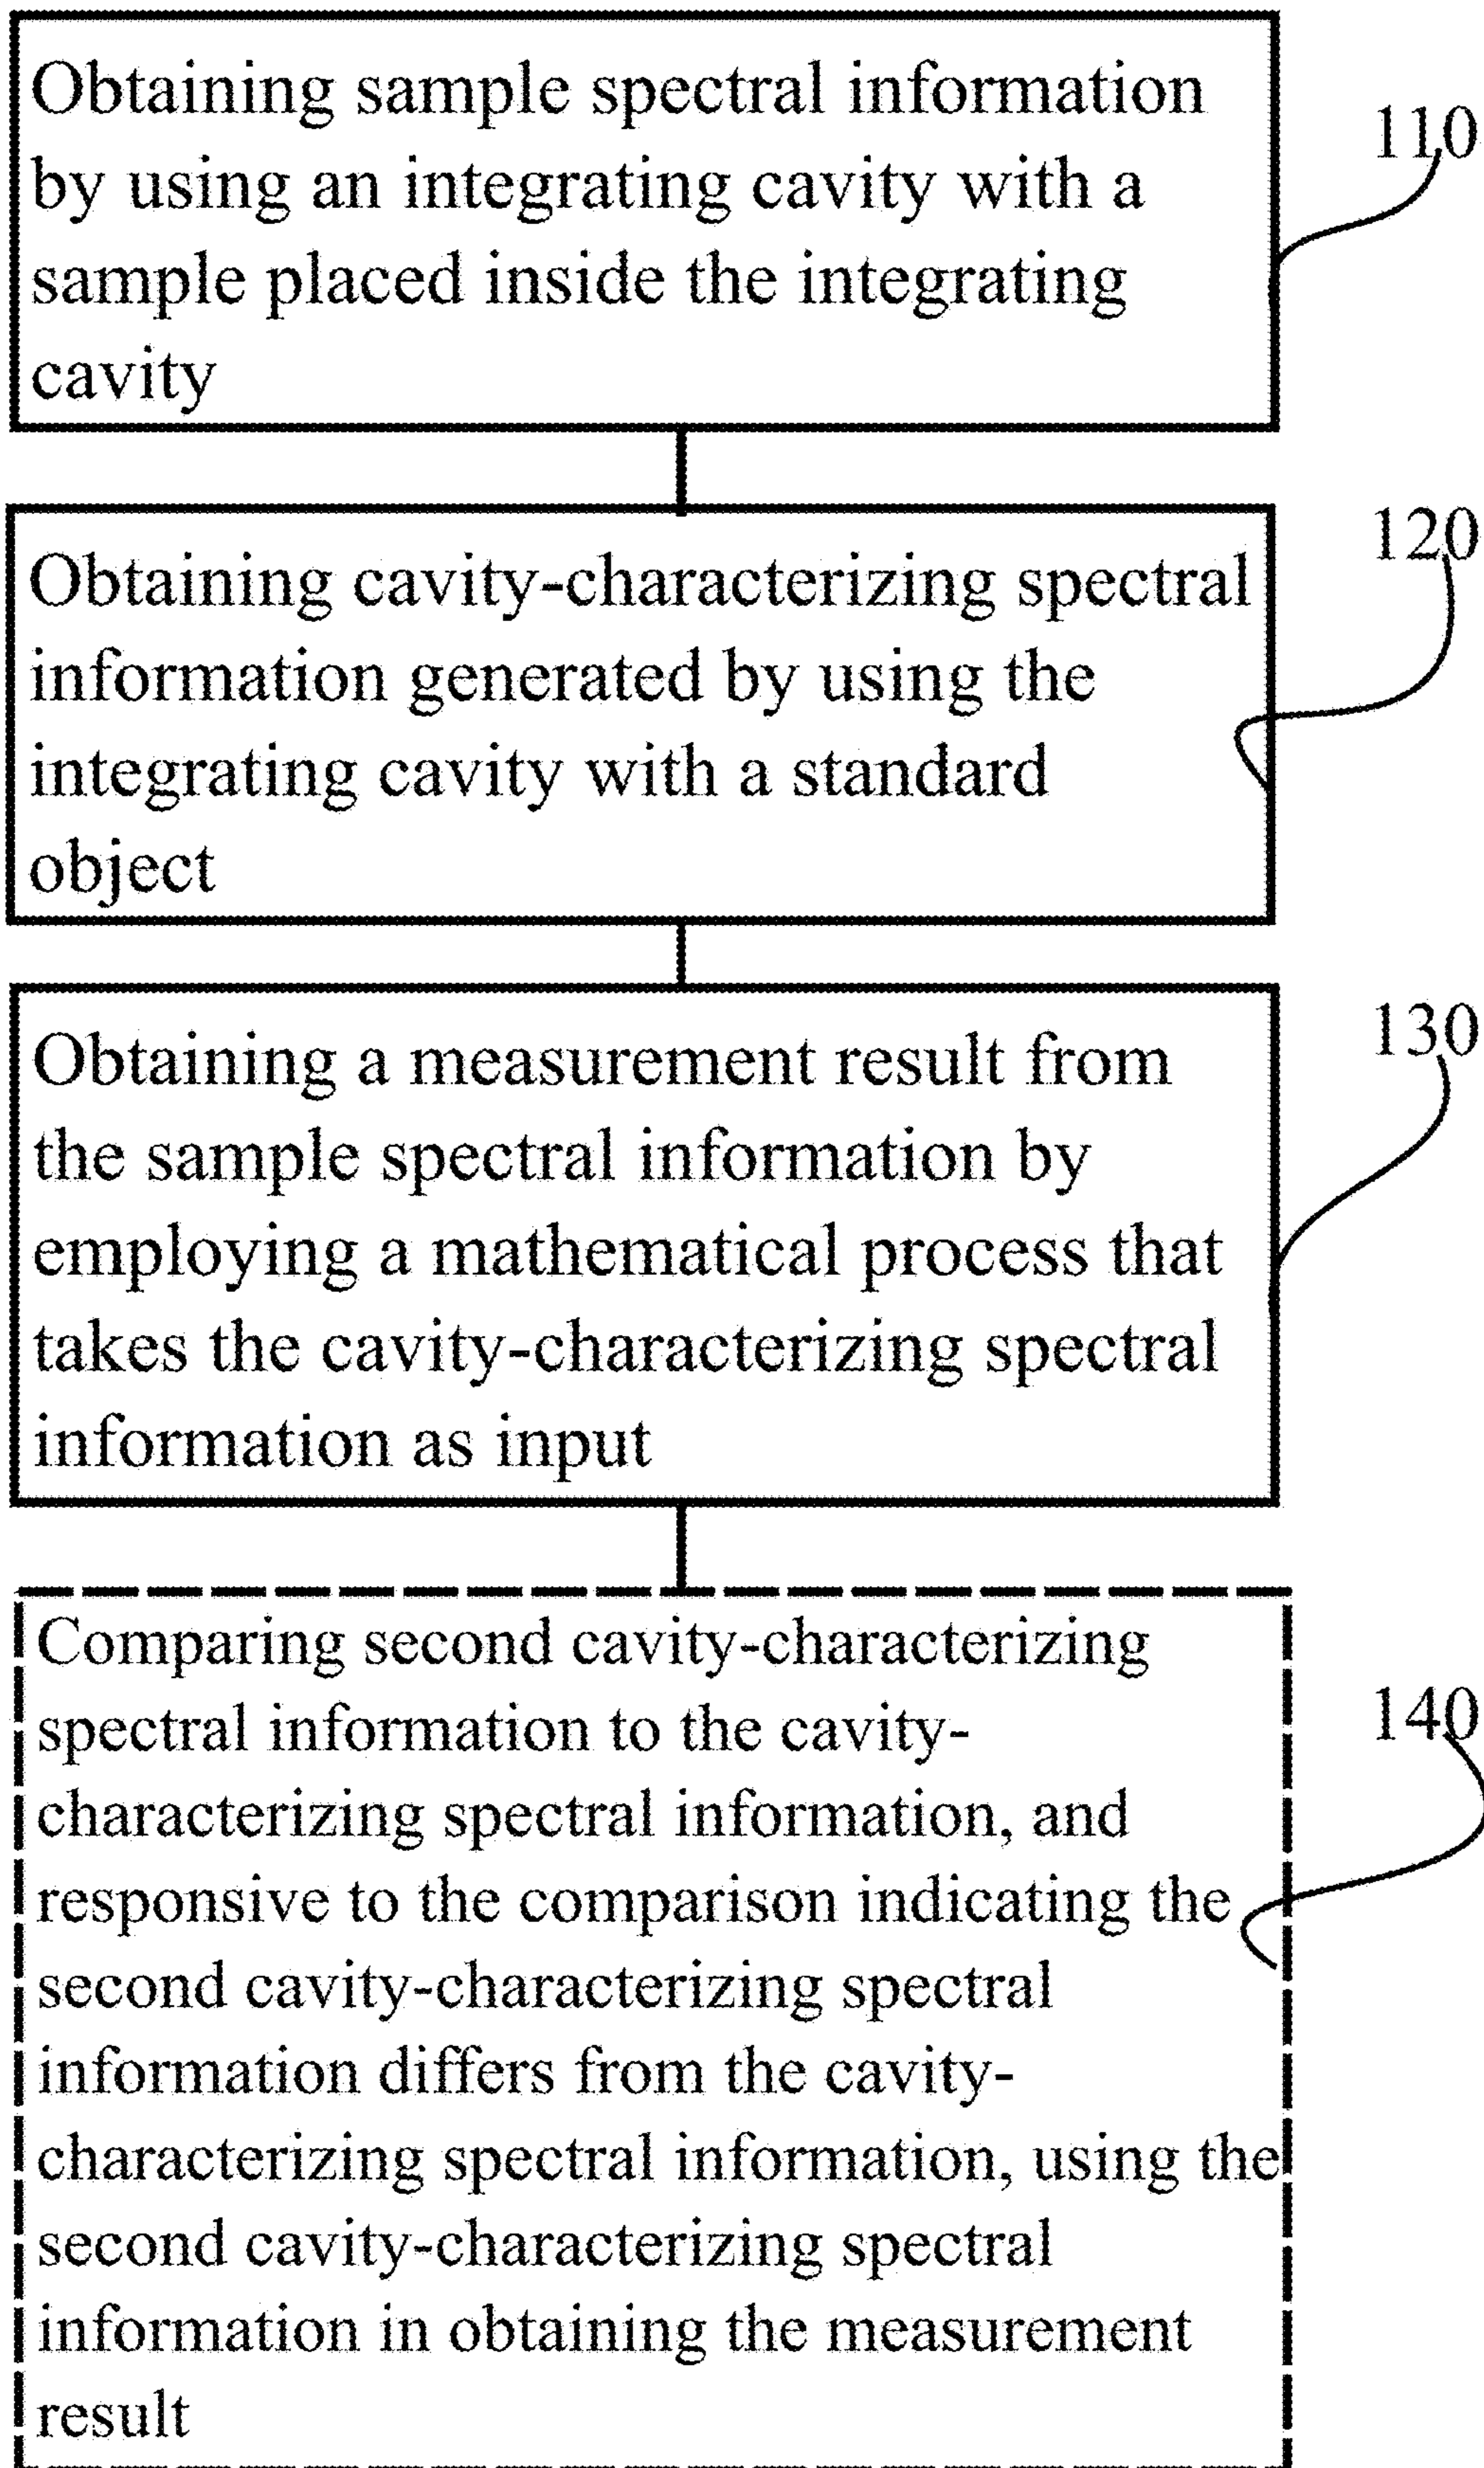 Obtaining sample spectral information
by using an integrating cavity with a
sample placed inside the integrating
cavity
110
Obtaining cavity-characterizing spectral
information generated by using the
integrating cavity with a standard
object
120
Obtaining a measurement result from
the sample spectral information by
employing a mathematical process that
takes the cavity-characterizing spectral
information as input
130
Comparing second cavity-characterizing
spectral information to the cavity-
characterizing spectral information, and
responsive to the comparison indicating the
second cavity-characterizing spectral
information differs from the cavity-
characterizing spectral information, using the
second cavity-characterizing spectral
information in obtaining the measurement
result
140